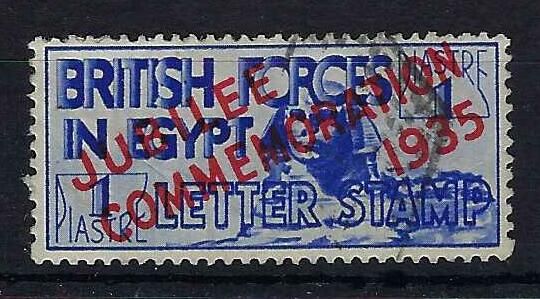 BRITISH FORCES
IN EGYPT
PIASTRE
1
JUBILEE
COMMEMORATION
1935
1
PIASTRE
LETTER STAMP